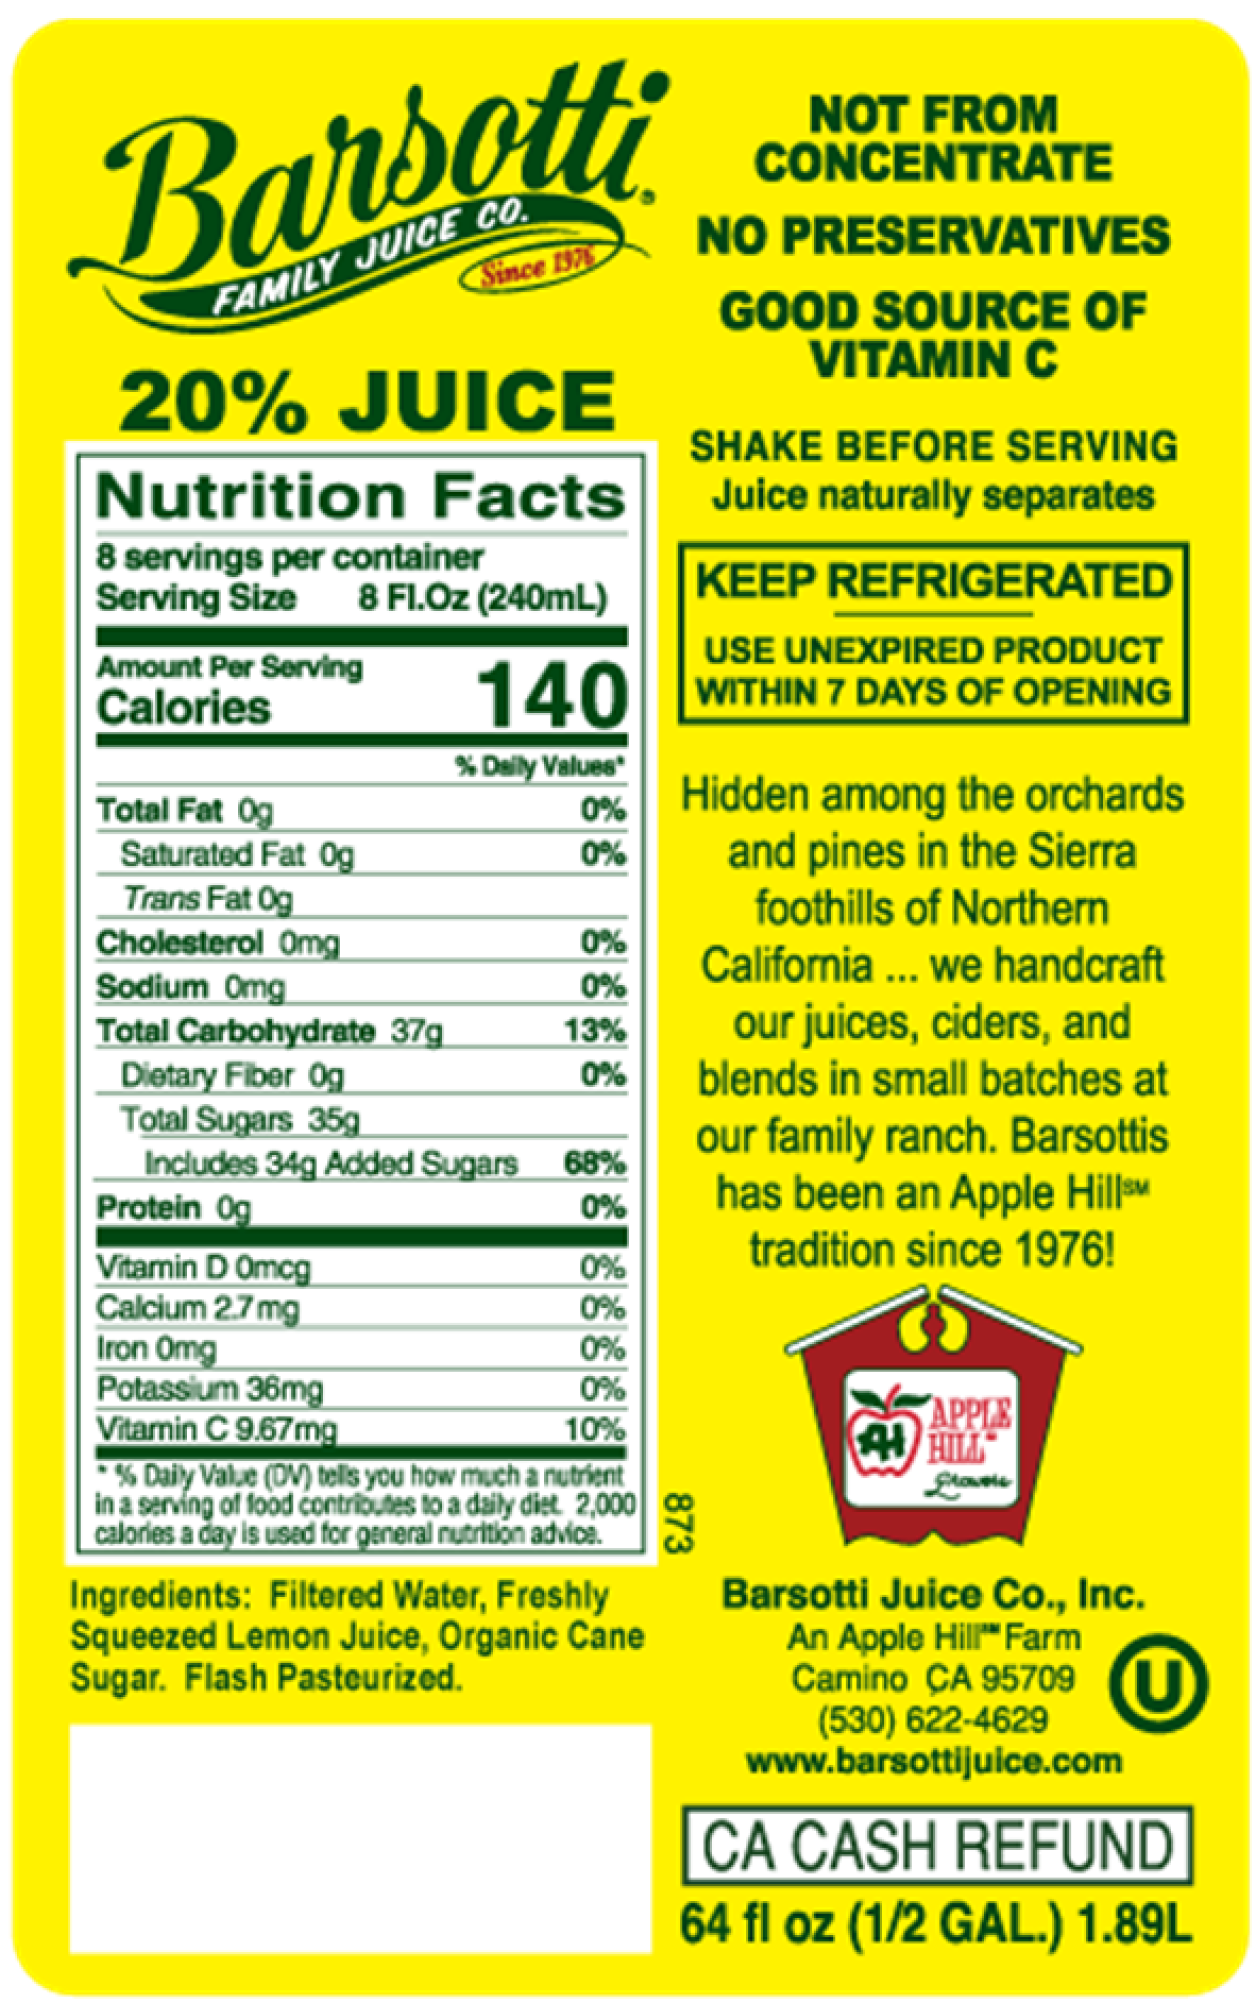 Barsotti®
FAMILY JUICE CO.
Since 1976
20% JUICE
Nutrition Facts
8 servings per container
Serving Size 8 Fl.Oz (240mL)
Amount Per Serving
Calories 140
% Daily Values*
Total Fat 0g 0%
Saturated Fat 0g 0%
Trans Fat 0g
Cholesterol 0mg 0%
Sodium 0mg 0%
Total Carbohydrate 37g 13%
Dietary Fiber 0g 0%
Total Sugars 35g
Includes 34g Added Sugars 68%
Protein 0g 0%
Vitamin D 0mcg 0%
Calcium 2.7mg 0%
Iron 0mg 0%
Potassium 36mg 0%
Vitamin C 9.67mg 10%
* % Daily Value (DV) tells you how much a nutrient
in a serving of food contributes to a daily diet. 2,000
calories a day is used for general nutrition advice.
873
Ingredients: Filtered Water, Freshly
Squeezed Lemon Juice, Organic Cane
Sugar. Flash Pasteurized.
NOT FROM
CONCENTRATE
NO PRESERVATIVES
GOOD SOURCE OF
VITAMIN C
SHAKE BEFORE SERVING
Juice naturally separates
KEEP REFRIGERATED
USE UNEXPIRED PRODUCT
WITHIN 7 DAYS OF OPENING
Hidden among the orchards
and pines in the Sierra
foothills of Northern
California ... we handcraft
our juices, ciders, and
blends in small batches at
our family ranch. Barsottis
has been an Apple Hill℠
tradition since 1976!
AH
APPLE
HILL℠
Growers
Barsotti Juice Co., Inc.
An Apple Hill℠ Farm
Camino CA 95709
(530) 622-4629
www.barsottijuice.com
U
CA CASH REFUND
64 fl oz (1/2 GAL.) 1.89L